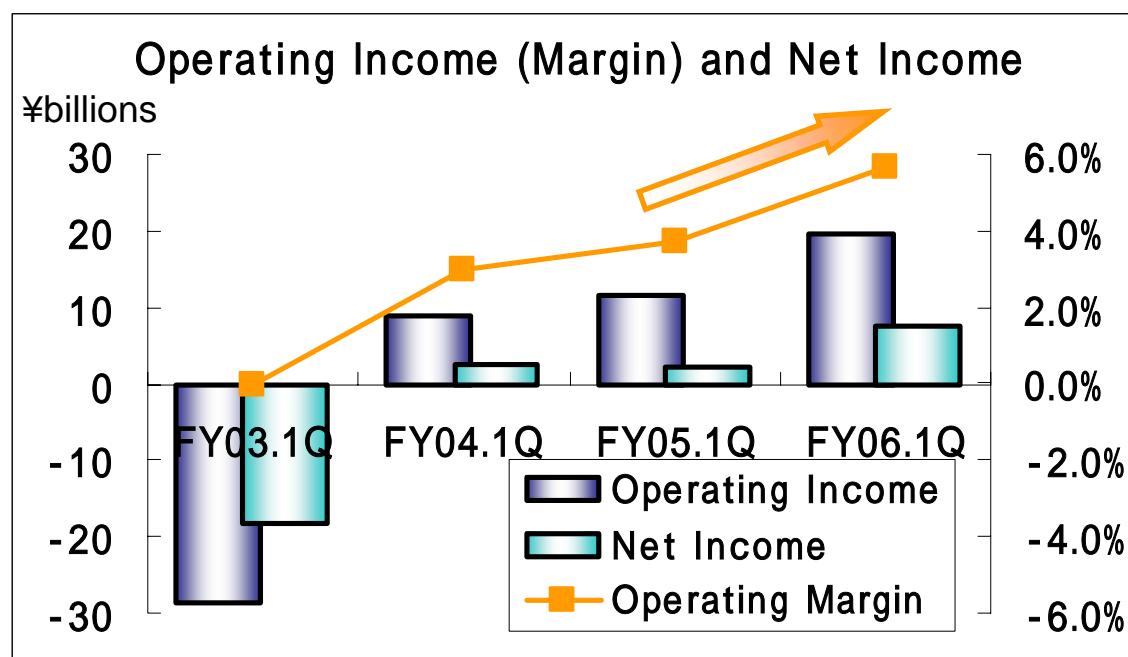 Operating Income (Margin) and Net Income
¥billions
30
20
10
0
-10
-20
-30
6.0%
4.0%
2.0%
0.0%
-2.0%
-4.0%
-6.0%
FY03.1Q FY04.1Q FY05.1Q FY06.1Q
Operating Income
Net Income
Operating Margin